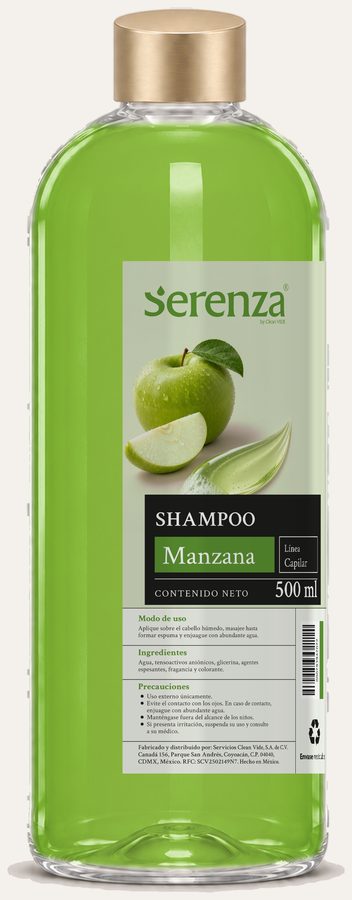 Serenza®
by Clean VIDE
SHAMPOO
Manzana
Línea
Capilar
CONTENIDO NETO
500 ml
Modo de uso
Aplique sobre el cabello húmedo, masajee hasta
formar espuma y enjuague con abundante agua.
Ingredientes
Agua, tensoactivos aniónicos, glicerina, agentes
espesantes, fragancia y colorante.
Precauciones
● Uso externo únicamente.
● Evite el contacto con los ojos. En caso de contacto,
enjuague con abundante agua.
● Manténgase fuera del alcance de los niños.
● Si presenta irritación, suspenda su uso y consulte
a su médico.
Fabricado y distribuido por: Servicios Clean Vide, S.A. de C.V.
Canadá 156, Parque San Andrés, Coyoacán, C.P. 04040,
CDMX, México. RFC: SCV2502149N7. Hecho en México.
Envase